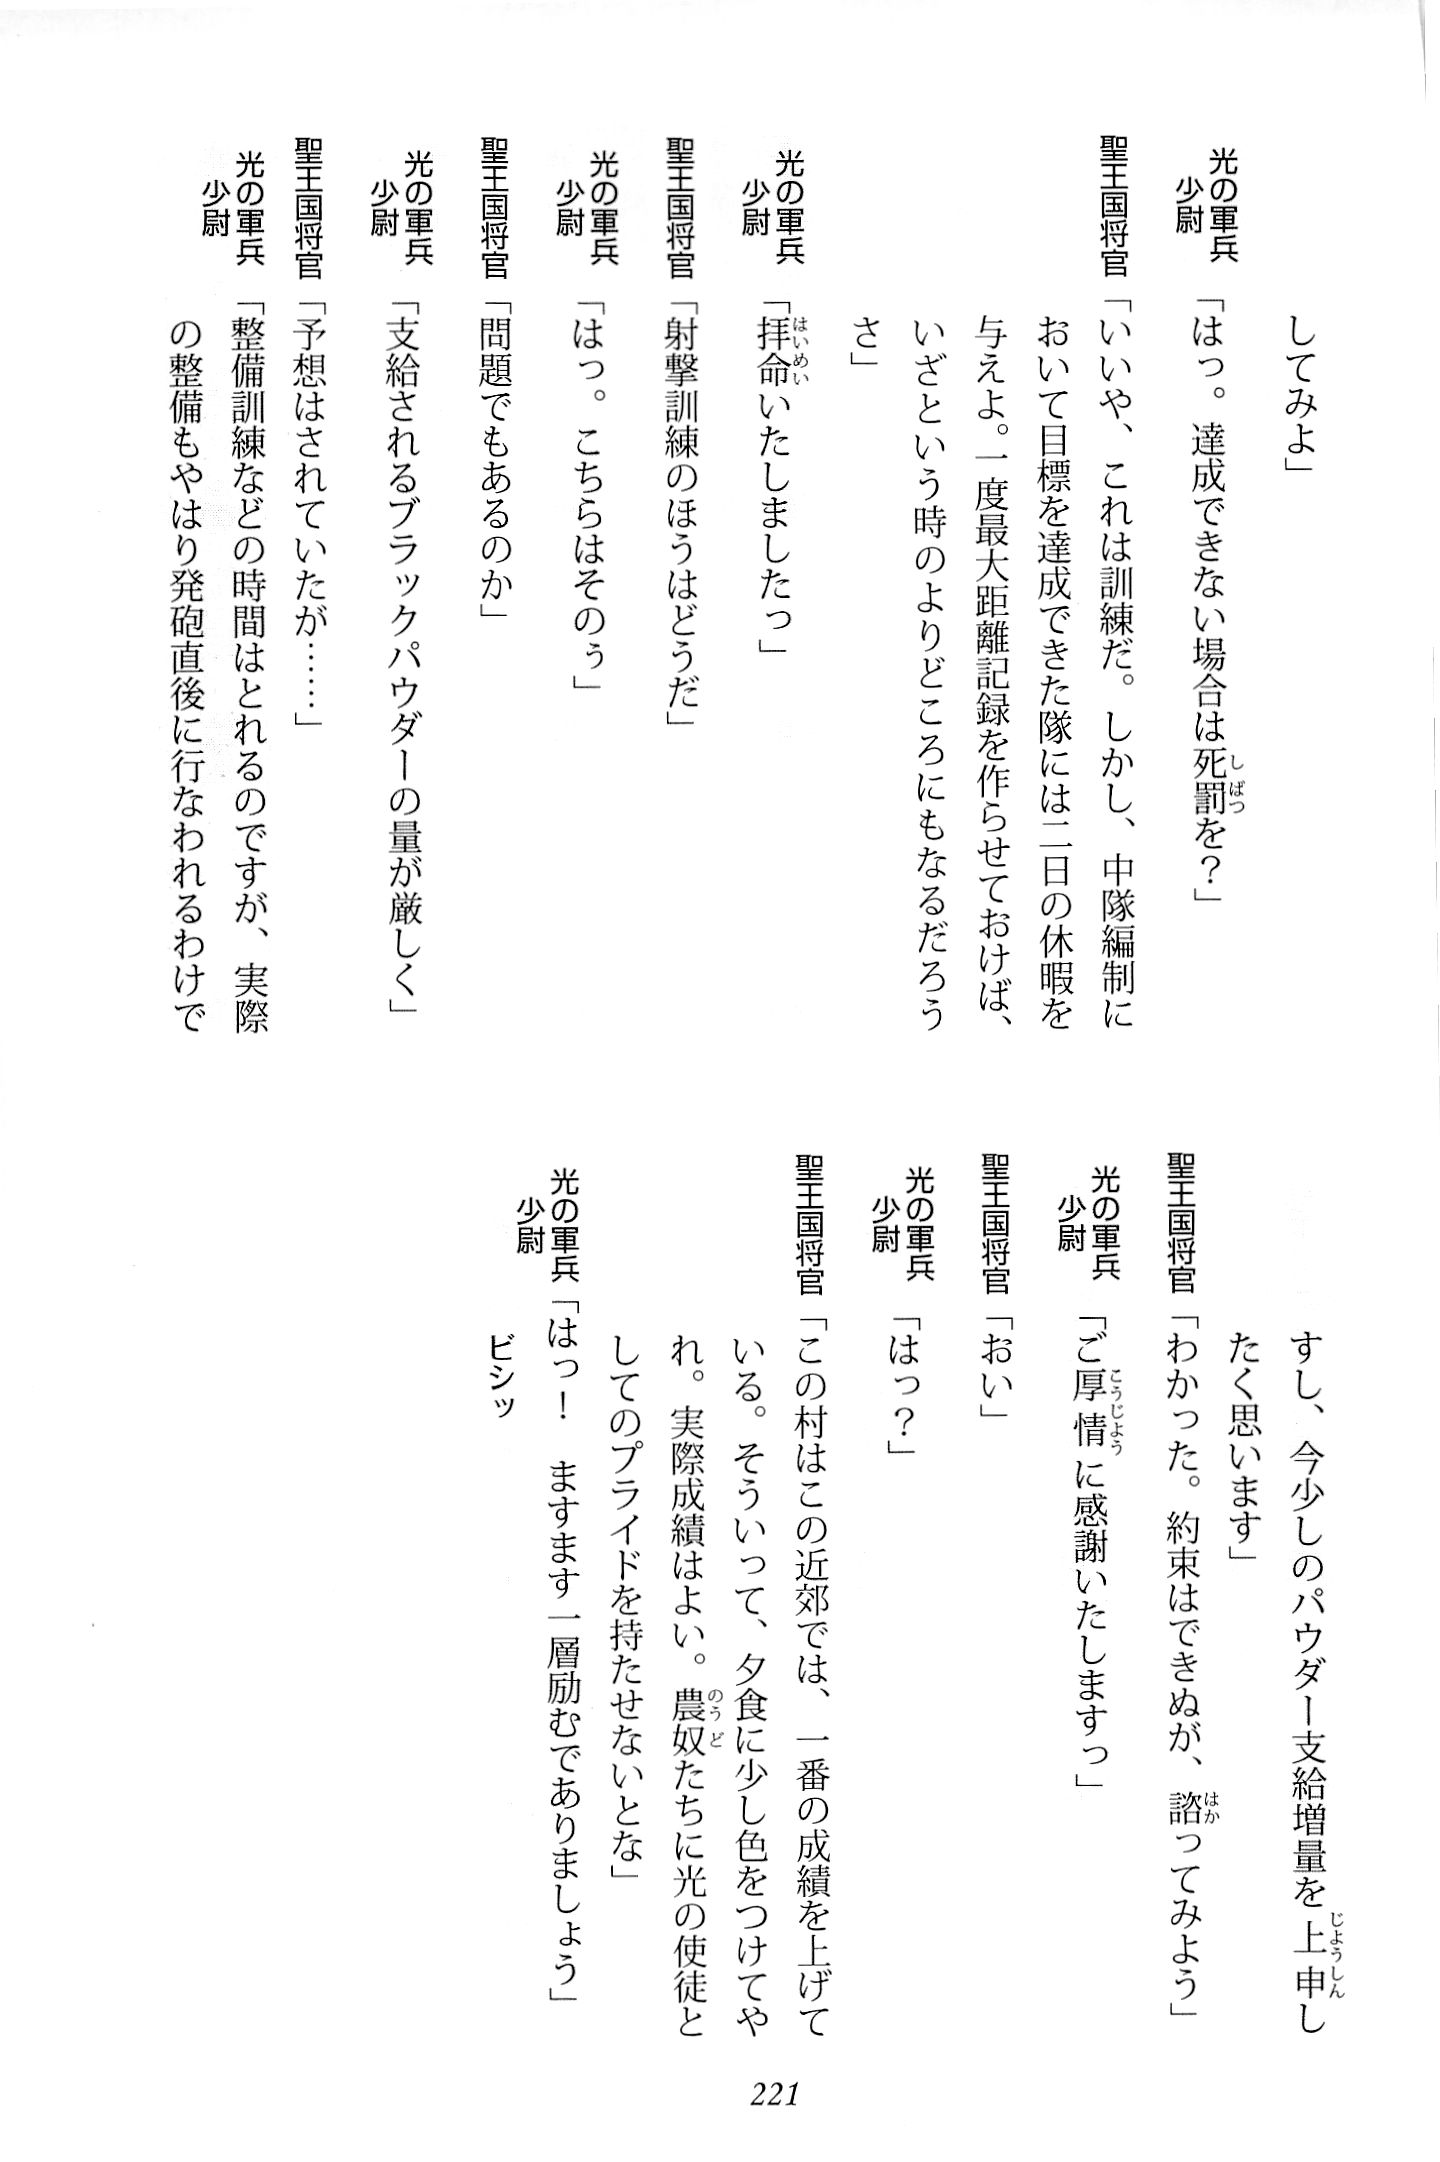 してみよ」
光の軍兵
少尉
「はっ。達成できない場合は死罰を？」
聖王国将官「いいや、これは訓練だ。しかし、中隊編制に
おいて目標を達成できた隊には二日の休暇を
与えよ。一度最大距離記録を作らせておけば、
いざという時のよりどころにもなるだろう
さ」
光の軍兵
少尉
「拝命いたしましたっ」
聖王国将官「射撃訓練のほうはどうだ」
光の軍兵
少尉
「はっ。こちらはそのぅ」
聖王国将官「問題でもあるのか」
光の軍兵
少尉
「支給されるブラックパウダーの量が厳しく」
聖王国将官「予想はされていたが……」
光の軍兵
少尉
「整備訓練などの時間はとれるのですが、実際
の整備もやはり発砲直後に行なわれるわけで
すし、今少しのパウダー支給増量を上申し
たく思います」
聖王国将官「わかった。約束はできぬが、諮ってみよう」
光の軍兵
少尉
「ご厚情に感謝いたしますっ」
聖王国将官「おい」
光の軍兵
少尉
「はっ？」
聖王国将官「この村はこの近郊では、一番の成績を上げて
いる。そういって、夕食に少し色をつけてや
れ。実際成績はよい。農奴たちに光の使徒と
してのプライドを持たせないとな」
光の軍兵
少尉
「はっ！　ますます一層励むでありましょう」
ビシッ
221